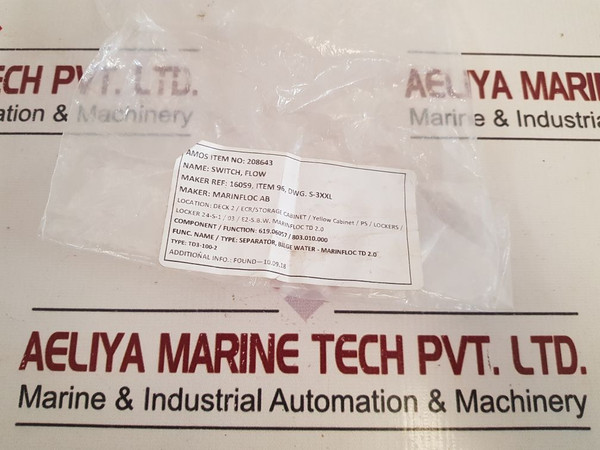 ECH PVT. LTD.
ation & Machinery
AELIYA MARI
Marine & Industria
AMOS ITEM NO: 208643
NAME: SWITCH, FLOW
MAKER REF: 16059, ITEM 96, DWG. S-3XXL
MAKER: MARINFLOC AB
LOCATION: DECK 2 / ECR/STORAGE CABINET / Yellow Cabinet / PS / LOCKERS /
LOCKER 24-S-1 / 03 / E2-S.B.W. MARINFLOC TD 2.0
COMPONENT / FUNCTION: 619.06057 / 803.010.000
FUNC. NAME / TYPE: SEPARATOR, BILGE WATER - MARINFLOC TD 2.0
TYPE: TD3-100-2
ADDITIONAL INFO.: FOUND—10.09.18
AELIYA MARINE TECH PVT. LTD.
Marine & Industrial Automation & Machinery